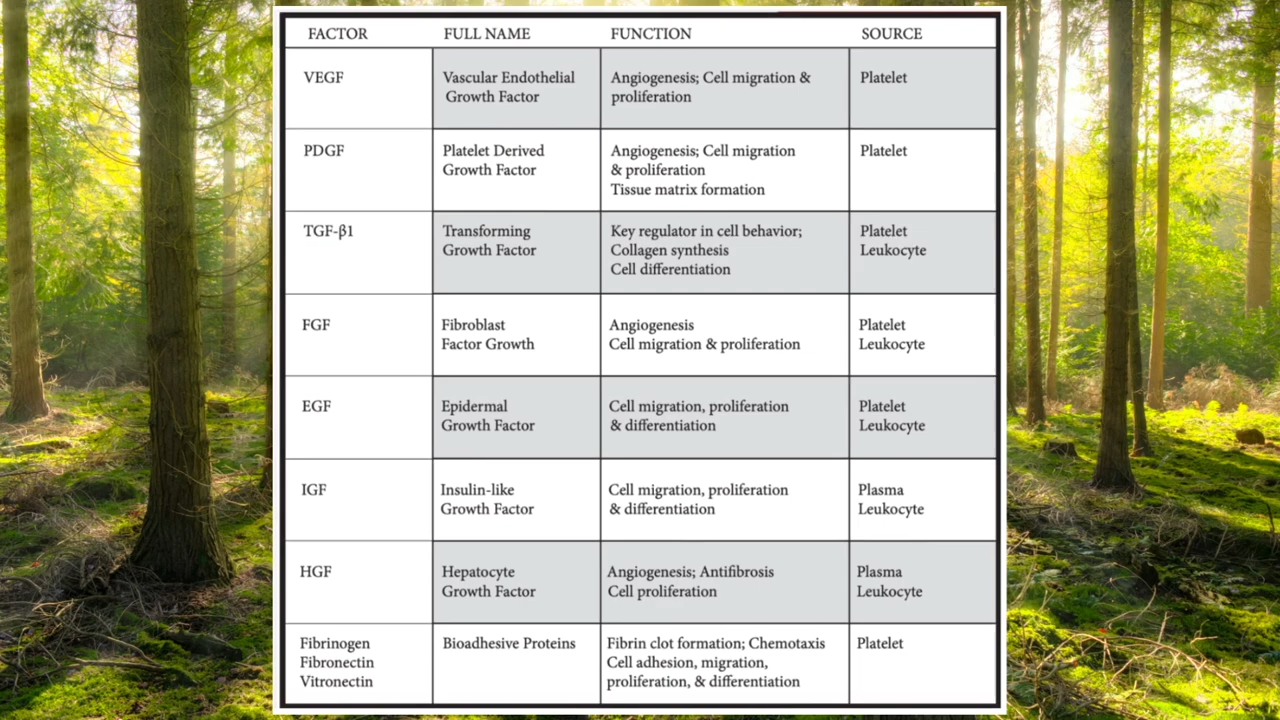 FACTOR FULL NAME FUNCTION SOURCE
VEGF Vascular Endothelial Angiogenesis; Cell migration & Platelet
Growth Factor proliferation
PDGF Platelet Derived Angiogenesis; Cell migration Platelet
Growth Factor & proliferation
Tissue matrix formation
TGF-β1 Transforming Key regulator in cell behavior; Platelet
Growth Factor Collagen synthesis Leukocyte
Cell differentiation
FGF Fibroblast Angiogenesis Platelet
Factor Growth Cell migration & proliferation Leukocyte
EGF Epidermal Cell migration, proliferation Platelet
Growth Factor & differentiation Leukocyte
IGF Insulin-like Cell migration, proliferation Plasma
Growth Factor & differentiation Leukocyte
HGF Hepatocyte Angiogenesis; Antifibrosis Plasma
Growth Factor Cell proliferation Leukocyte
Fibrinogen Bioadhesive Proteins Fibrin clot formation; Chemotaxis Platelet
Fibronectin Cell adhesion, migration,
Vitronectin proliferation, & differentiation